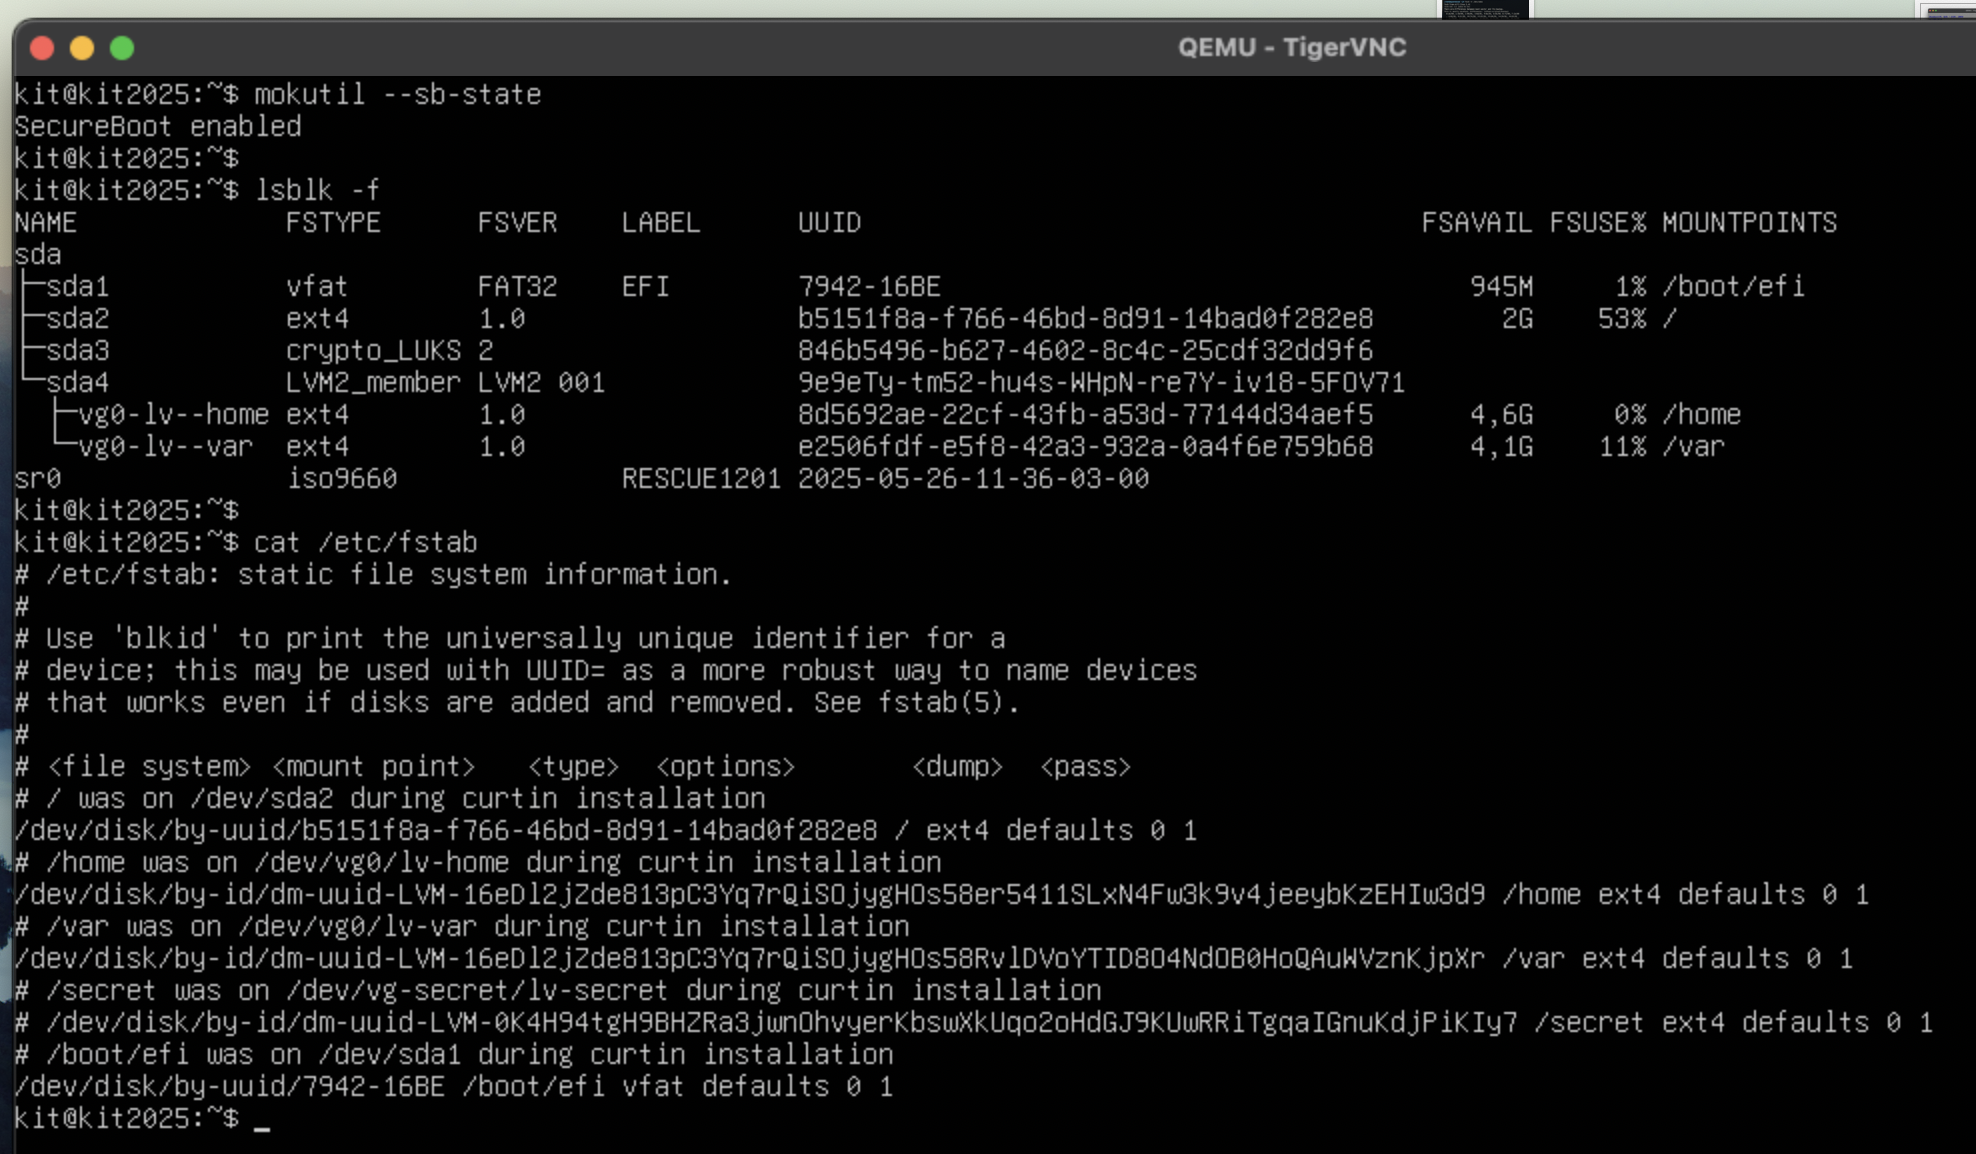 QEMU - TigerVNC
kit@kit2025:~$ mokutil --sb-state
SecureBoot enabled
kit@kit2025:~$
kit@kit2025:~$ lsblk -f
NAME FSTYPE FSVER LABEL UUID FSAVAIL FSUSE% MOUNTPOINTS
sda
├─sda1 vfat FAT32 EFI 7942-16BE 945M 1% /boot/efi
├─sda2 ext4 1.0 b5151f8a-f766-46bd-8d91-14bad0f282e8 2G 53% /
├─sda3 crypto_LUKS 2 846b5496-b627-4602-8c4c-25cdf32dd9f6
└─sda4 LVM2_member LVM2 001 9e9eTy-tm52-hu4s-WHpN-re7Y-iv18-5FOV71
├─vg0-lv--home ext4 1.0 8d5692ae-22cf-43fb-a53d-77144d34aef5 4,6G 0% /home
└─vg0-lv--var ext4 1.0 e2506fdf-e5f8-42a3-932a-0a4f6e759b68 4,1G 11% /var
sr0 iso9660 RESCUE1201 2025-05-26-11-36-03-00
kit@kit2025:~$
kit@kit2025:~$ cat /etc/fstab
# /etc/fstab: static file system information.
#
# Use 'blkid' to print the universally unique identifier for a
# device; this may be used with UUID= as a more robust way to name devices
# that works even if disks are added and removed. See fstab(5).
#
# <file system> <mount point> <type> <options> <dump> <pass>
# / was on /dev/sda2 during curtin installation
/dev/disk/by-uuid/b5151f8a-f766-46bd-8d91-14bad0f282e8 / ext4 defaults 0 1
# /home was on /dev/vg0/lv-home during curtin installation
/dev/disk/by-id/dm-uuid-LVM-16eDl2jZde813pC3Yq7rQiSOjygHOs58er5411SLxN4Fw3k9v4jeeybKzEHIw3d9 /home ext4 defaults 0 1
# /var was on /dev/vg0/lv-var during curtin installation
/dev/disk/by-id/dm-uuid-LVM-16eDl2jZde813pC3Yq7rQiSOjygHOs58RvlDVoYTID8O4NdOB0HoQAuWVznKjpXr /var ext4 defaults 0 1
# /secret was on /dev/vg-secret/lv-secret during curtin installation
# /dev/disk/by-id/dm-uuid-LVM-0K4H94tgH9BHZRa3jwnOhvyerKbswXkUqo2oHdGJ9KUwRRiTgqaIGnuKdjPiKIy7 /secret ext4 defaults 0 1
# /boot/efi was on /dev/sda1 during curtin installation
/dev/disk/by-uuid/7942-16BE /boot/efi vfat defaults 0 1
kit@kit2025:~$ _